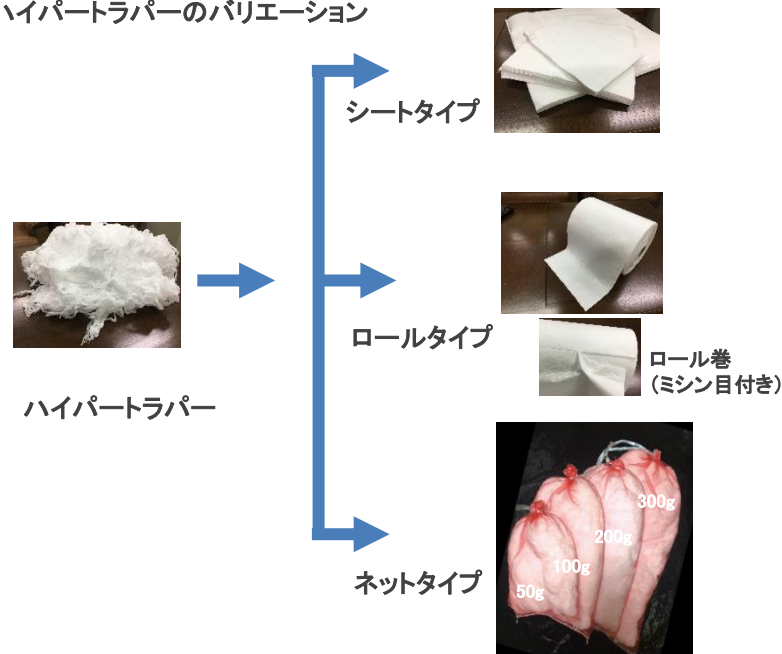 ハイパートラパーのバリエーション
シートタイプ
ハイパートラパー
ロールタイプ
ロール巻
（ミシン目付き）
ネットタイプ
50g
100g
200g
300g